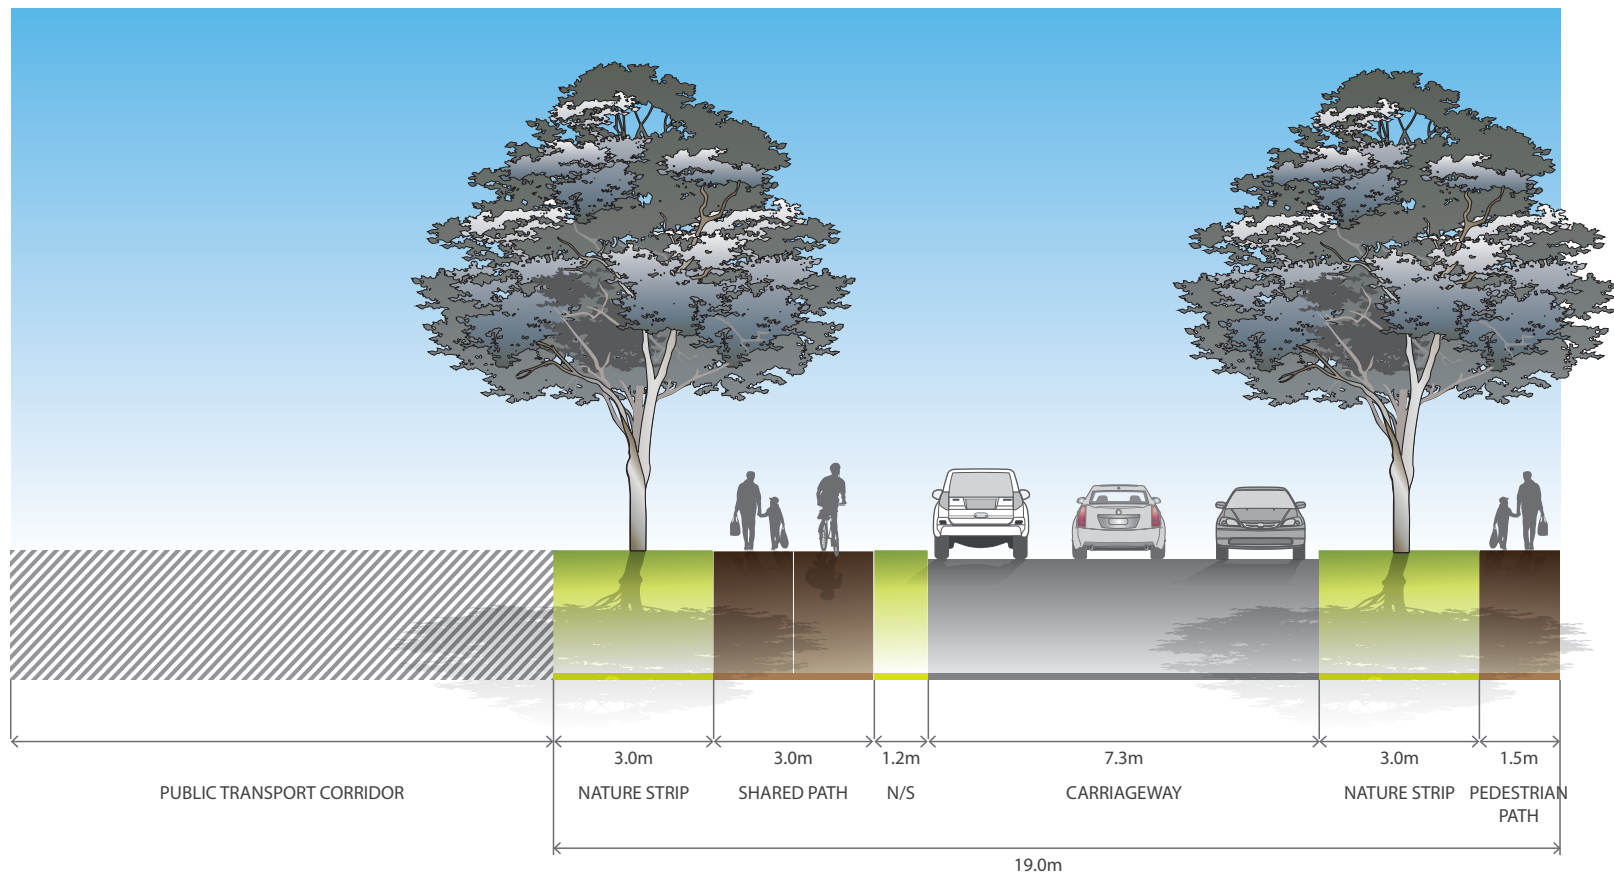 3.0m 3.0m 1.2m 7.3m 3.0m 1.5m
PUBLIC TRANSPORT CORRIDOR NATURE STRIP SHARED PATH N/S CARRIAGEWAY NATURE STRIP PEDESTRIAN
PATH
19.0m